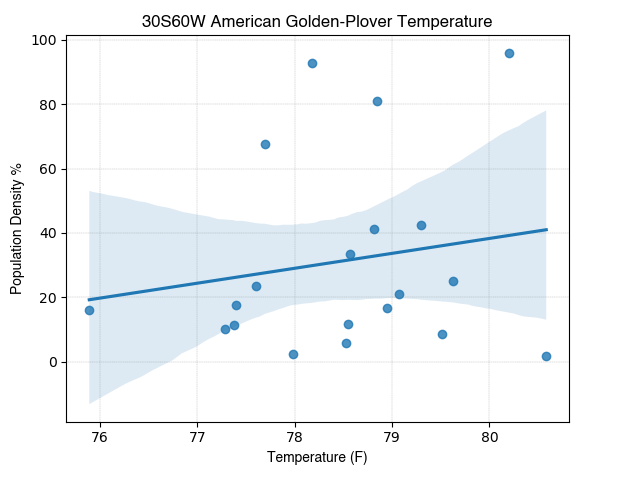 30S60W American Golden-Plover Temperature
100
80
60
40
20
0
Population Density %
76 77 78 79 80
Temperature (F)